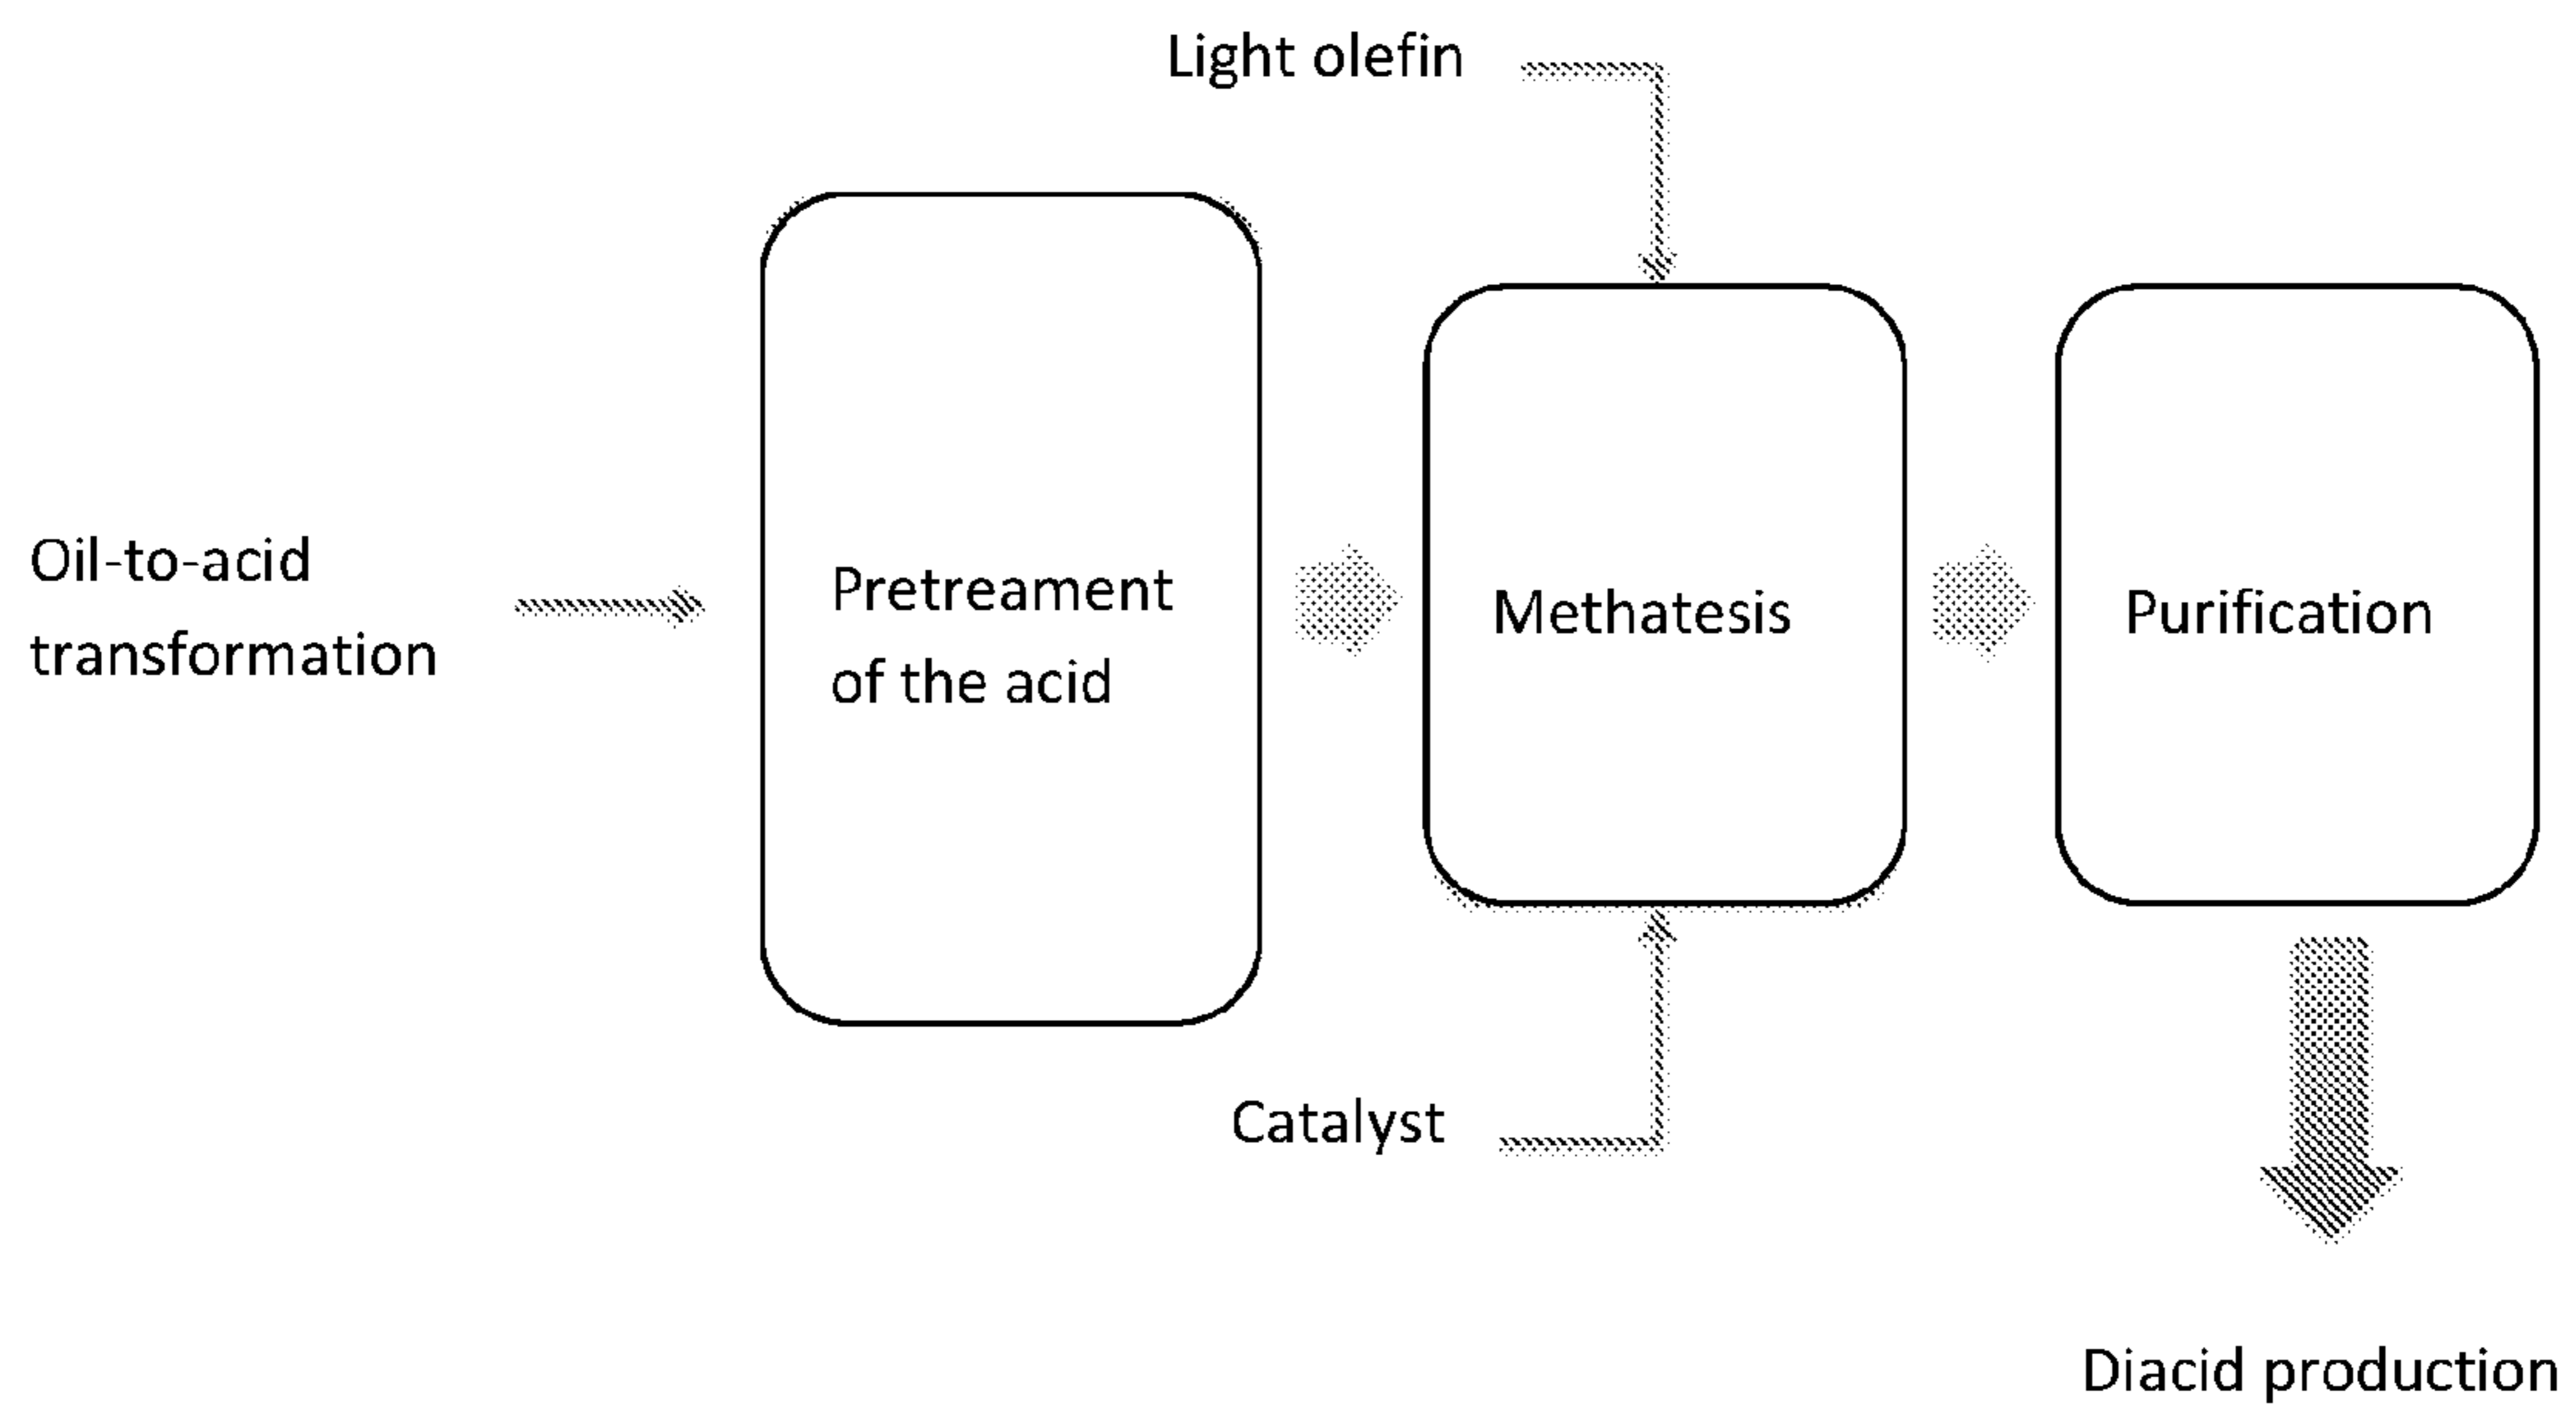 Light olefin
Oil-to-acid
transformation
Pretreament
of the acid
Methatesis
Purification
Catalyst
Diacid production